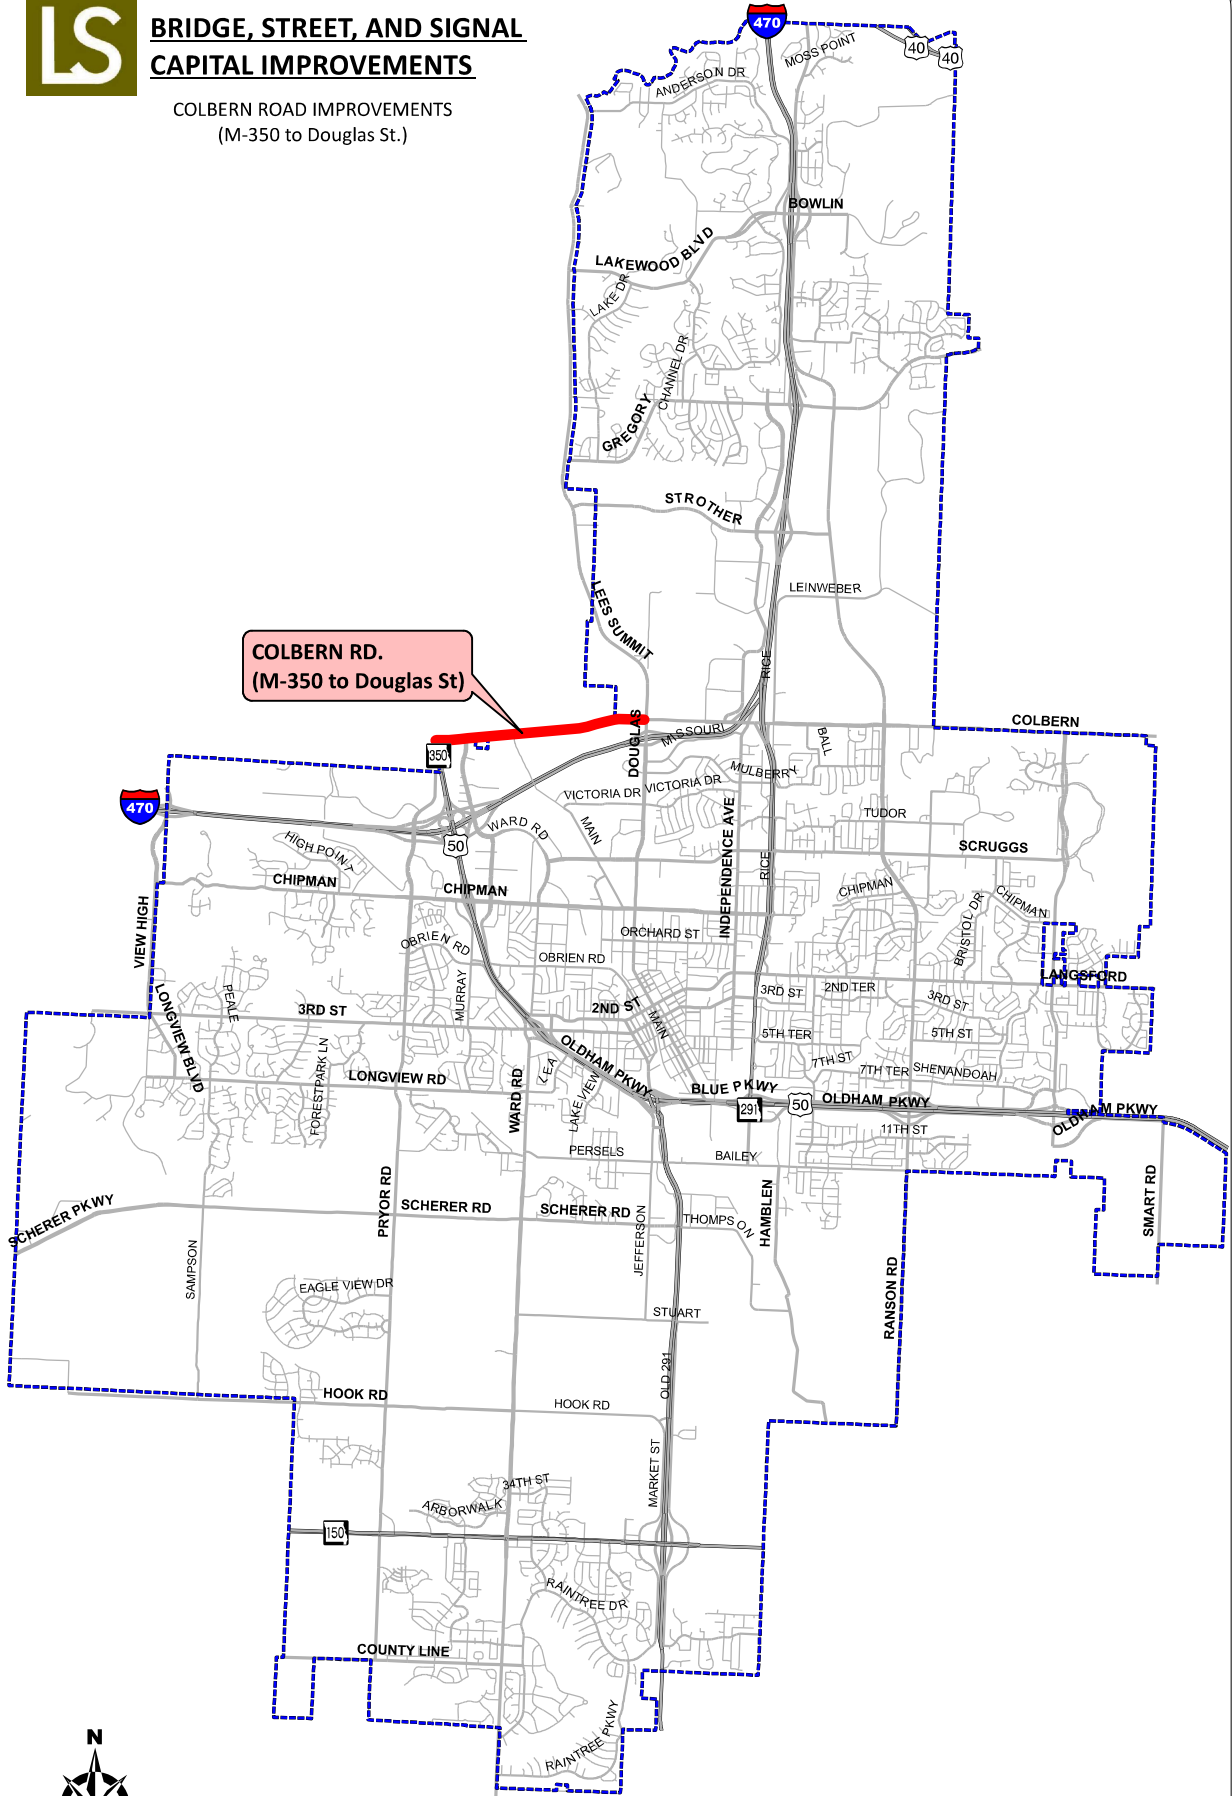 LS
BRIDGE, STREET, AND SIGNAL
CAPITAL IMPROVEMENTS
COLBERN ROAD IMPROVEMENTS
(M-350 to Douglas St.)
470
40
40
MOSS POINT
ANDERSON DR
BOWLIN
LAKEWOOD BLVD
LAKE DR
CHANNEL DR
GREGORY
STROTHER
LEINWEBER
LEES SUMMIT
COLBERN RD.
(M-350 to Douglas St)
RICE
COLBERN
DOUGLAS
MISSOURI
BALL
350
MULBERRY
VICTORIA DR
VICTORIA DR
470
TUDOR
MAIN
WARD RD
INDEPENDENCE AVE
50
HIGH POINT
SCRUGGS
RICE
CHIPMAN
CHIPMAN
CHIPMAN
CHIPMAN
BRISTOL DR
VIEW HIGH
ORCHARD ST
OBRIEN RD
OBRIEN RD
LANGSFORD
LONGVIEW BLVD
PEALE
MURRAY
3RD ST
2ND TER
3RD ST
3RD ST
2ND ST
MAIN
5TH TER
5TH ST
OLDHAM PKWY
LEA
7TH ST
7TH TER
SHENANDOAH
FORESTPARK LN
LONGVIEW RD
WARD RD
LAKE VIEW
BLUE PKWY
291
50
OLDHAM PKWY
OLDHAM PKWY
11TH ST
PERSELS
BAILEY
PRYOR RD
SCHERER RD
SCHERER RD
SCHERER PKWY
JEFFERSON
THOMPSON
HAMBLEN
SMART RD
SAMPSON
RANSON RD
EAGLE VIEW DR
STUART
OLD 291
HOOK RD
HOOK RD
MARKET ST
34TH ST
ARBORWALK
150
RAINTREE DR
COUNTY LINE
RAINTREE PKWY
N